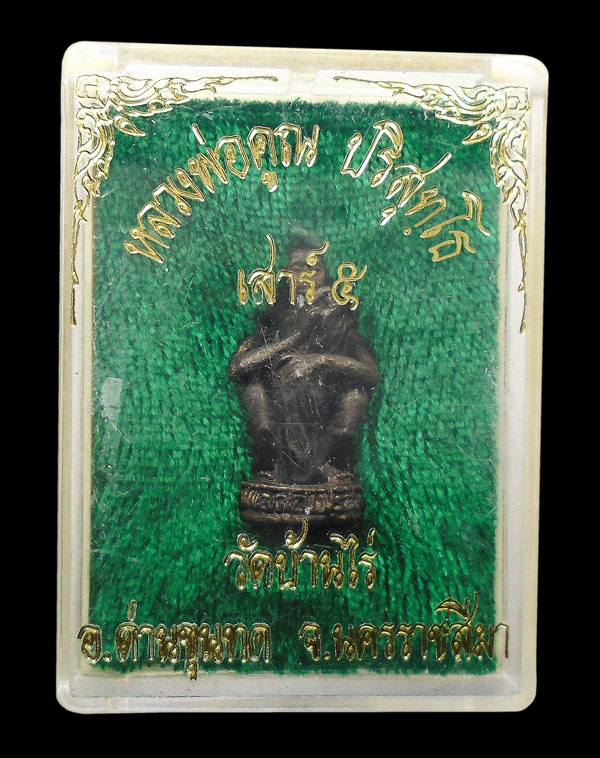 หลวงพ่อคูณ ปริสุทฺโธ
เสาร์ ๕
วัดบ้านไร่
อ.ด่านขุนทด จ.นครราชสีมา